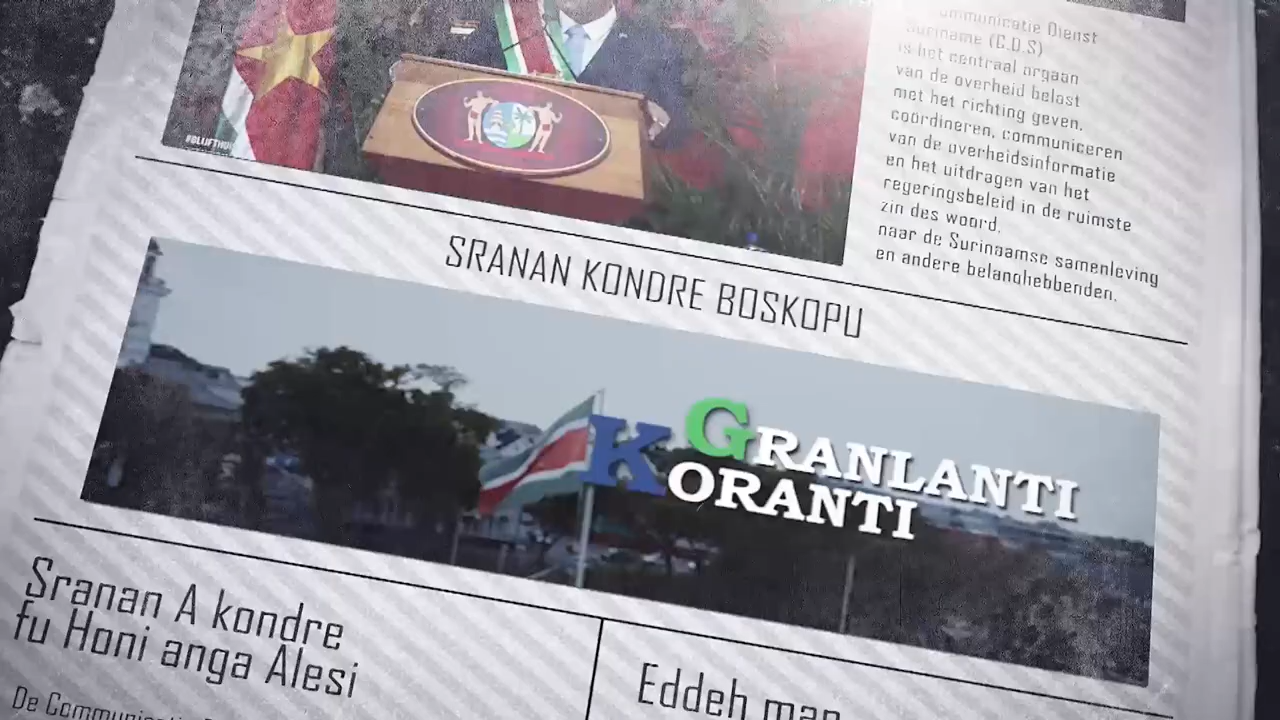 ommunicatie Dienst
Suriname (C.D.S)
is het centraal orgaan
van de overheid belast
met het richting geven,
coördineren, communiceren
van de overheidsinformatie
en het uitdragen van het
regeringsbeleid in de ruimste
zin des woord,
naar de Surinaamse samenleving
en andere belanghebbenden.
SRANAN KONDRE BOSKOPU
GRANLANTI
KORANTI
Sranan A kondre
fu Honi anga Alesi
De
Eddeh man